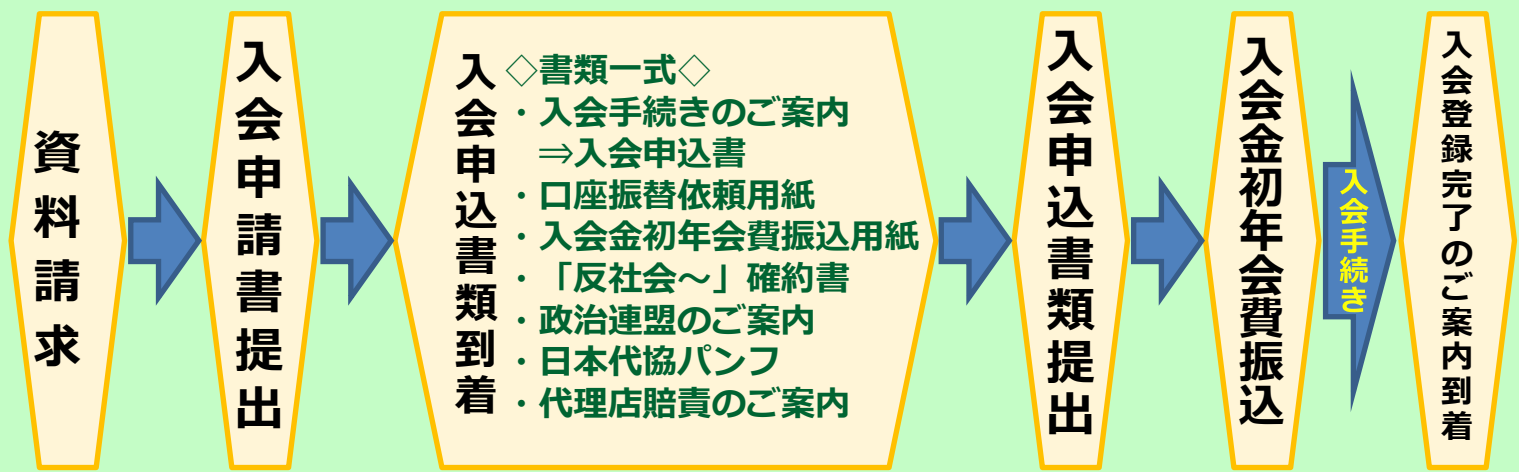 資料請求
入会申請書提出
入会申込書類到着
◇書類一式◇
・入会手続きのご案内
⇒入会申込書
・口座振替依頼用紙
・入会金初年会費振込用紙
・「反社会～」確約書
・政治連盟のご案内
・日本代協パンフ
・代理店賠責のご案内
入会申込書類提出
入会金初年会費振込
入会手続き
入会登録完了のご案内到着